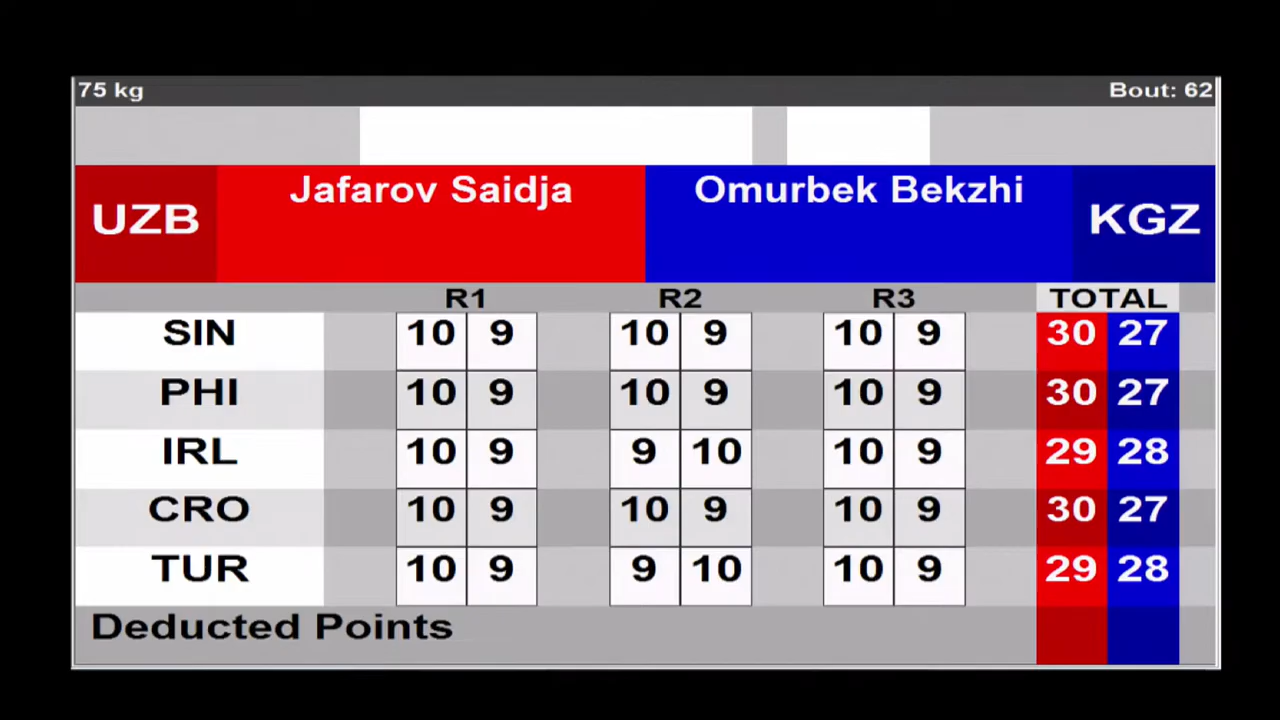 75 kg Bout: 62
UZB Jafarov Saidja Omurbek Bekzhi KGZ
R1 R2 R3 TOTAL
SIN 10 9 10 9 10 9 30 27
PHI 10 9 10 9 10 9 30 27
IRL 10 9 9 10 10 9 29 28
CRO 10 9 10 9 10 9 30 27
TUR 10 9 9 10 10 9 29 28
Deducted Points